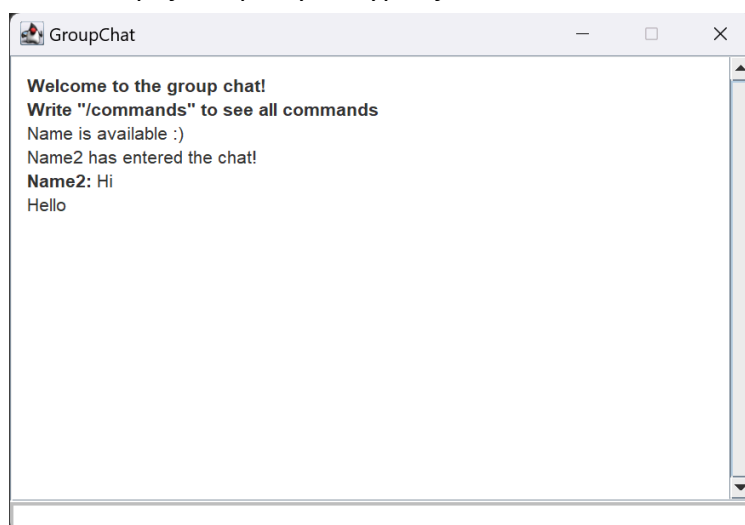 GroupChat
Welcome to the group chat!
Write "/commands" to see all commands
Name is available :)
Name2 has entered the chat!
Name2: Hi
Hello